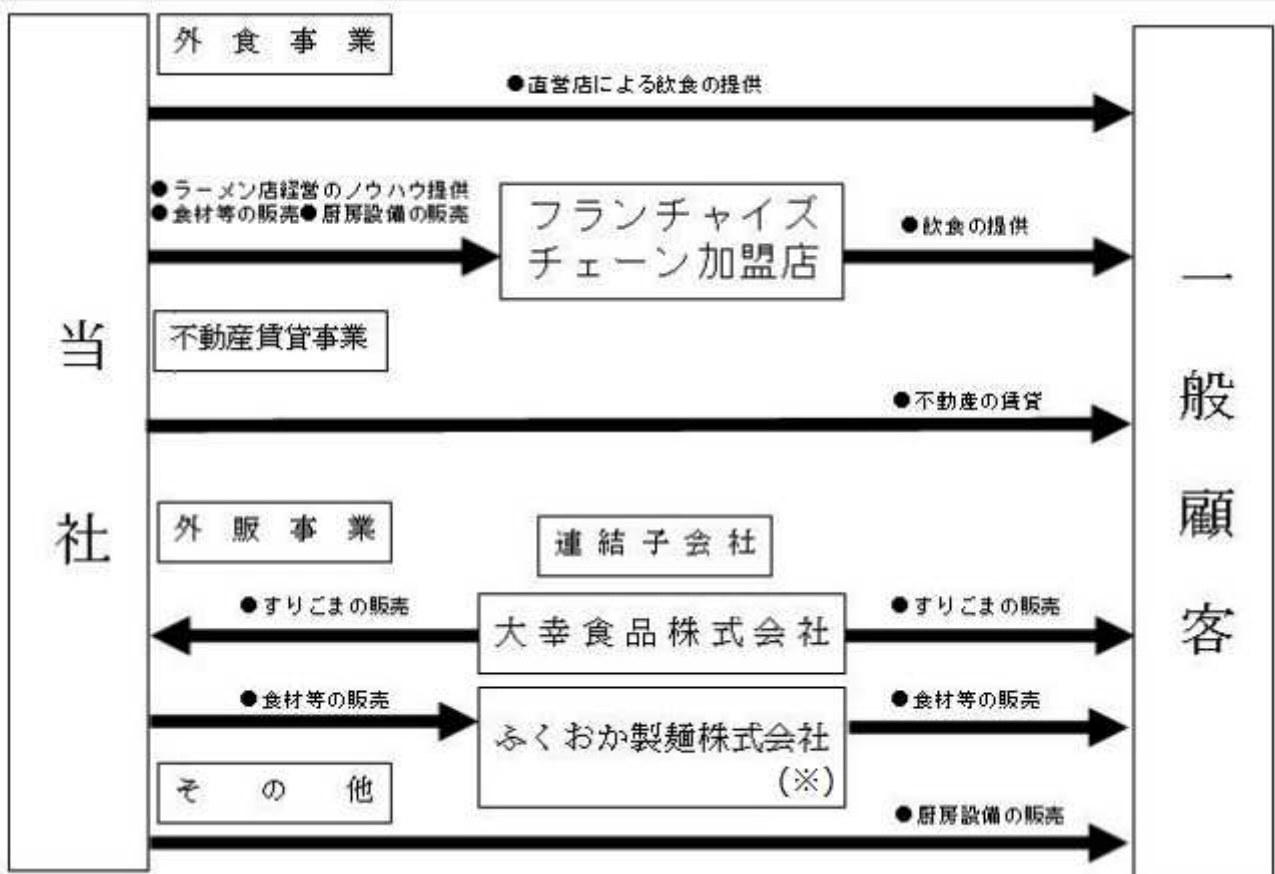 外食事業
●直営店による飲食の提供
●ラーメン店経営のノウハウ提供
●食材等の販売●厨房設備の販売
フランチャイズ
チェーン加盟店
●飲食の提供
当社
不動産賃貸事業
●不動産の賃貸
一般顧客
外販事業
連結子会社
●すりごまの販売
大幸食品株式会社
●すりごまの販売
●食材等の販売
ふくおか製麺株式会社
(※)
●食材等の販売
その他
●厨房設備の販売